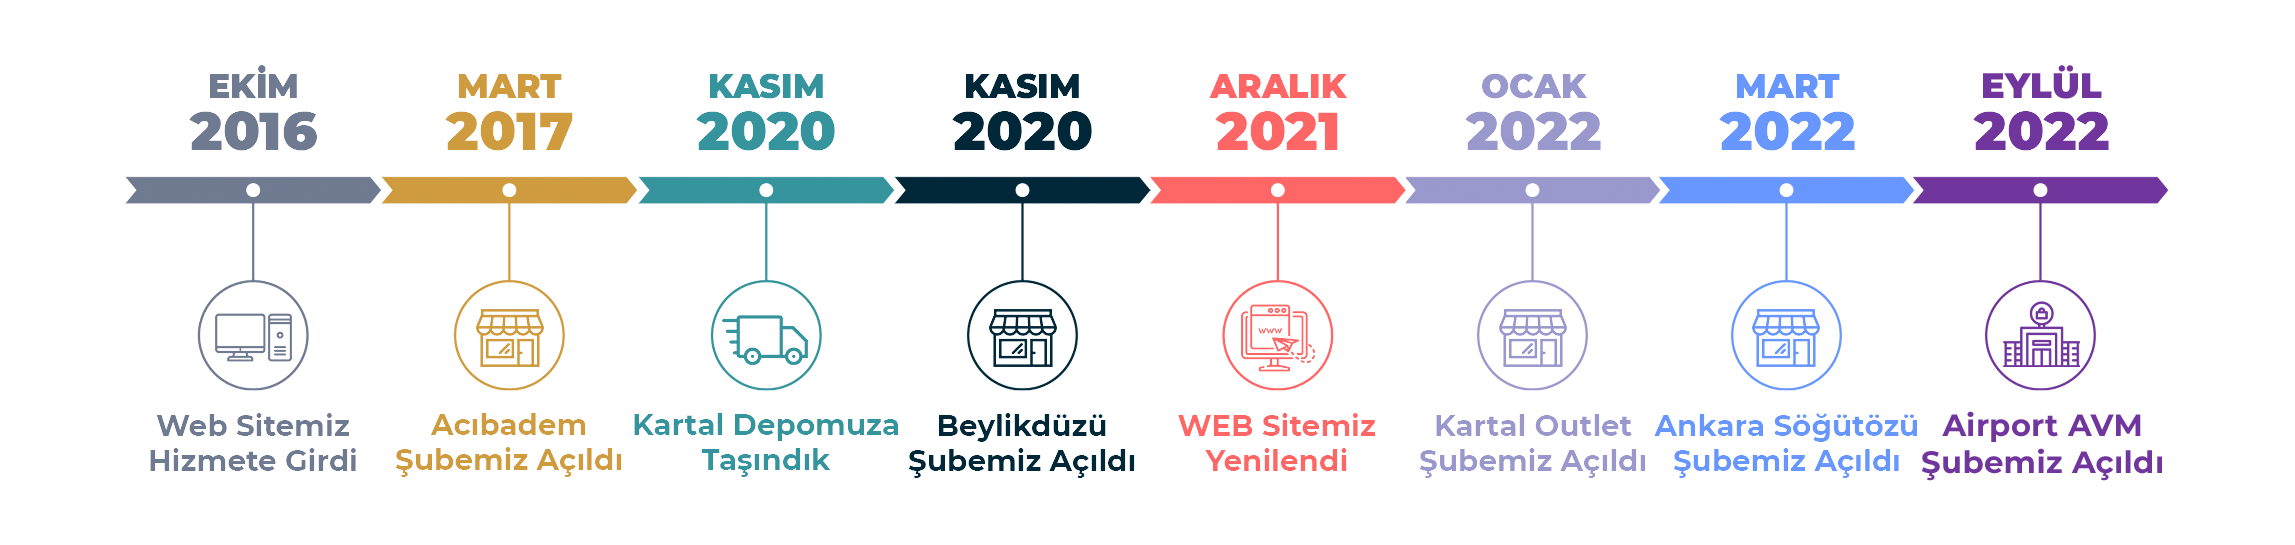 EKİM
2016
MART
2017
KASIM
2020
KASIM
2020
ARALIK
2021
OCAK
2022
MART
2022
EYLÜL
2022
www
Web Sitemiz
Hizmete Girdi
Acıbadem
Şubemiz Açıldı
Kartal Depomuza
Taşındık
Beylikdüzü
Şubemiz Açıldı
WEB Sitemiz
Yenilendi
Kartal Outlet
Şubemiz Açıldı
Ankara Söğütözü
Şubemiz Açıldı
Airport AVM
Şubemiz Açıldı